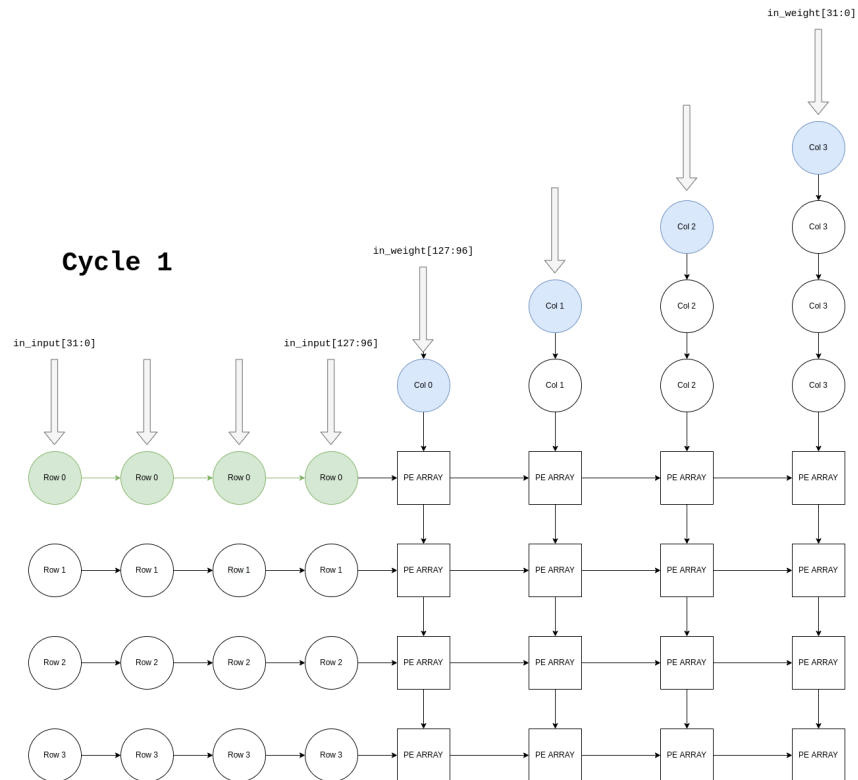 in_weight[31:0]
Col 3
Col 2 Col 3
in_weight[127:96]
Cycle 1
Col 1 Col 2 Col 3
in_input[31:0] in_input[127:96]
Col 0 Col 1 Col 2 Col 3
Row 0 Row 0 Row 0 Row 0 PE ARRAY PE ARRAY PE ARRAY PE ARRAY
Row 1 Row 1 Row 1 Row 1 PE ARRAY PE ARRAY PE ARRAY PE ARRAY
Row 2 Row 2 Row 2 Row 2 PE ARRAY PE ARRAY PE ARRAY PE ARRAY
Row 3 Row 3 Row 3 Row 3 PE ARRAY PE ARRAY PE ARRAY PE ARRAY